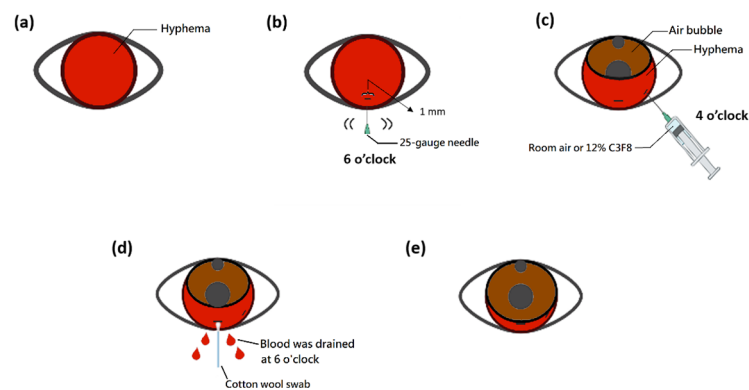 (a)
Hyphema
(b)
1 mm
25-gauge needle
6 o'clock
(c)
Air bubble
Hyphema
4 o'clock
Room air or 12% C3F8
(d)
Blood was drained
at 6 o'clock
Cotton wool swab
(e)